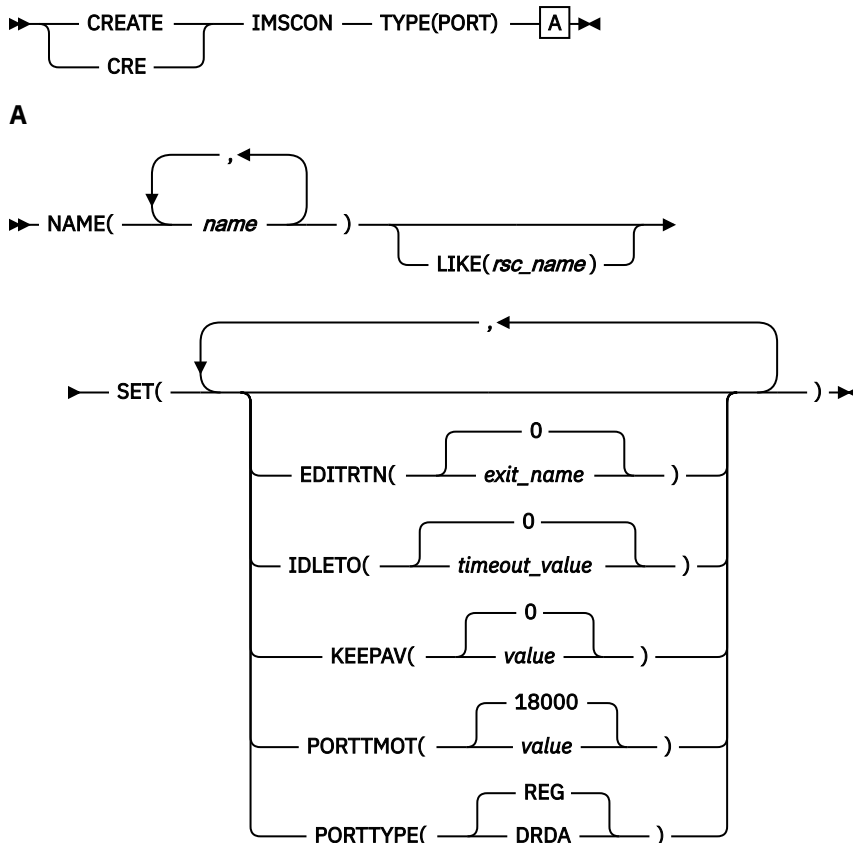 CREATE IMSCON TYPE(PORT) A
CRE
A
,
NAME( name )
LIKE(rsc_name)
,
SET( )
0
EDITRTN( exit_name )
0
IDLETO( timeout_value )
0
KEEPAV( value )
18000
PORTTMOT( value )
REG
PORTTYPE( DRDA )